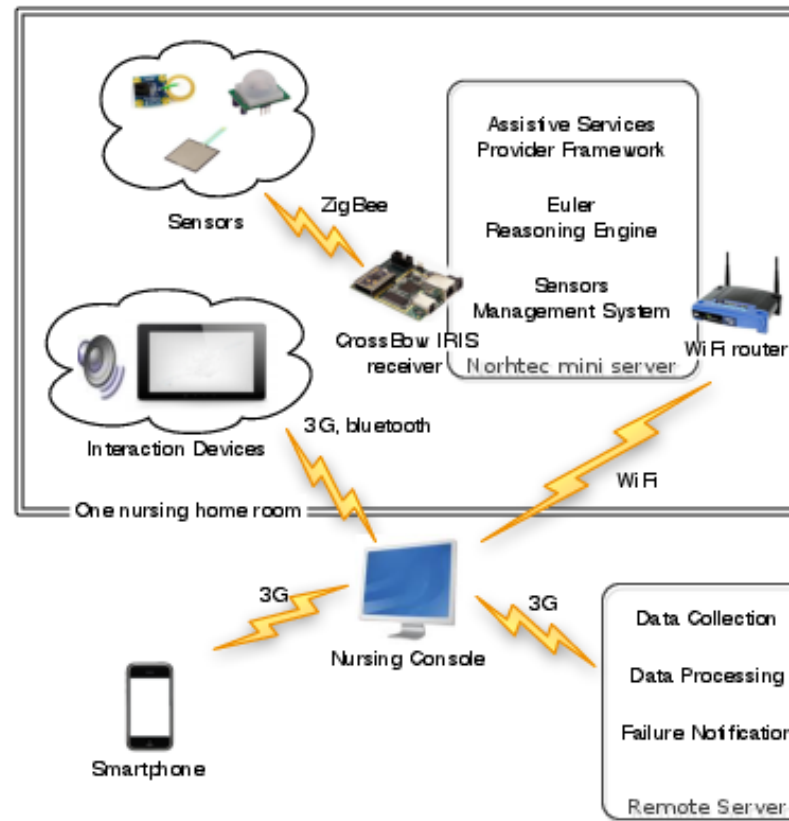 Assistive Services
Provider Framework
ZigBee
Sensors
Euler
Reasoning Engine
Sensors
Management System
CrossBow IRIS
receiver
Norhtec mini server
WiFi router
3G, bluetooth
Interaction Devices
WiFi
One nursing home room
3G
3G
Nursing Console
Data Collection
Data Processing
Failure Notification
Smartphone
Remote Server